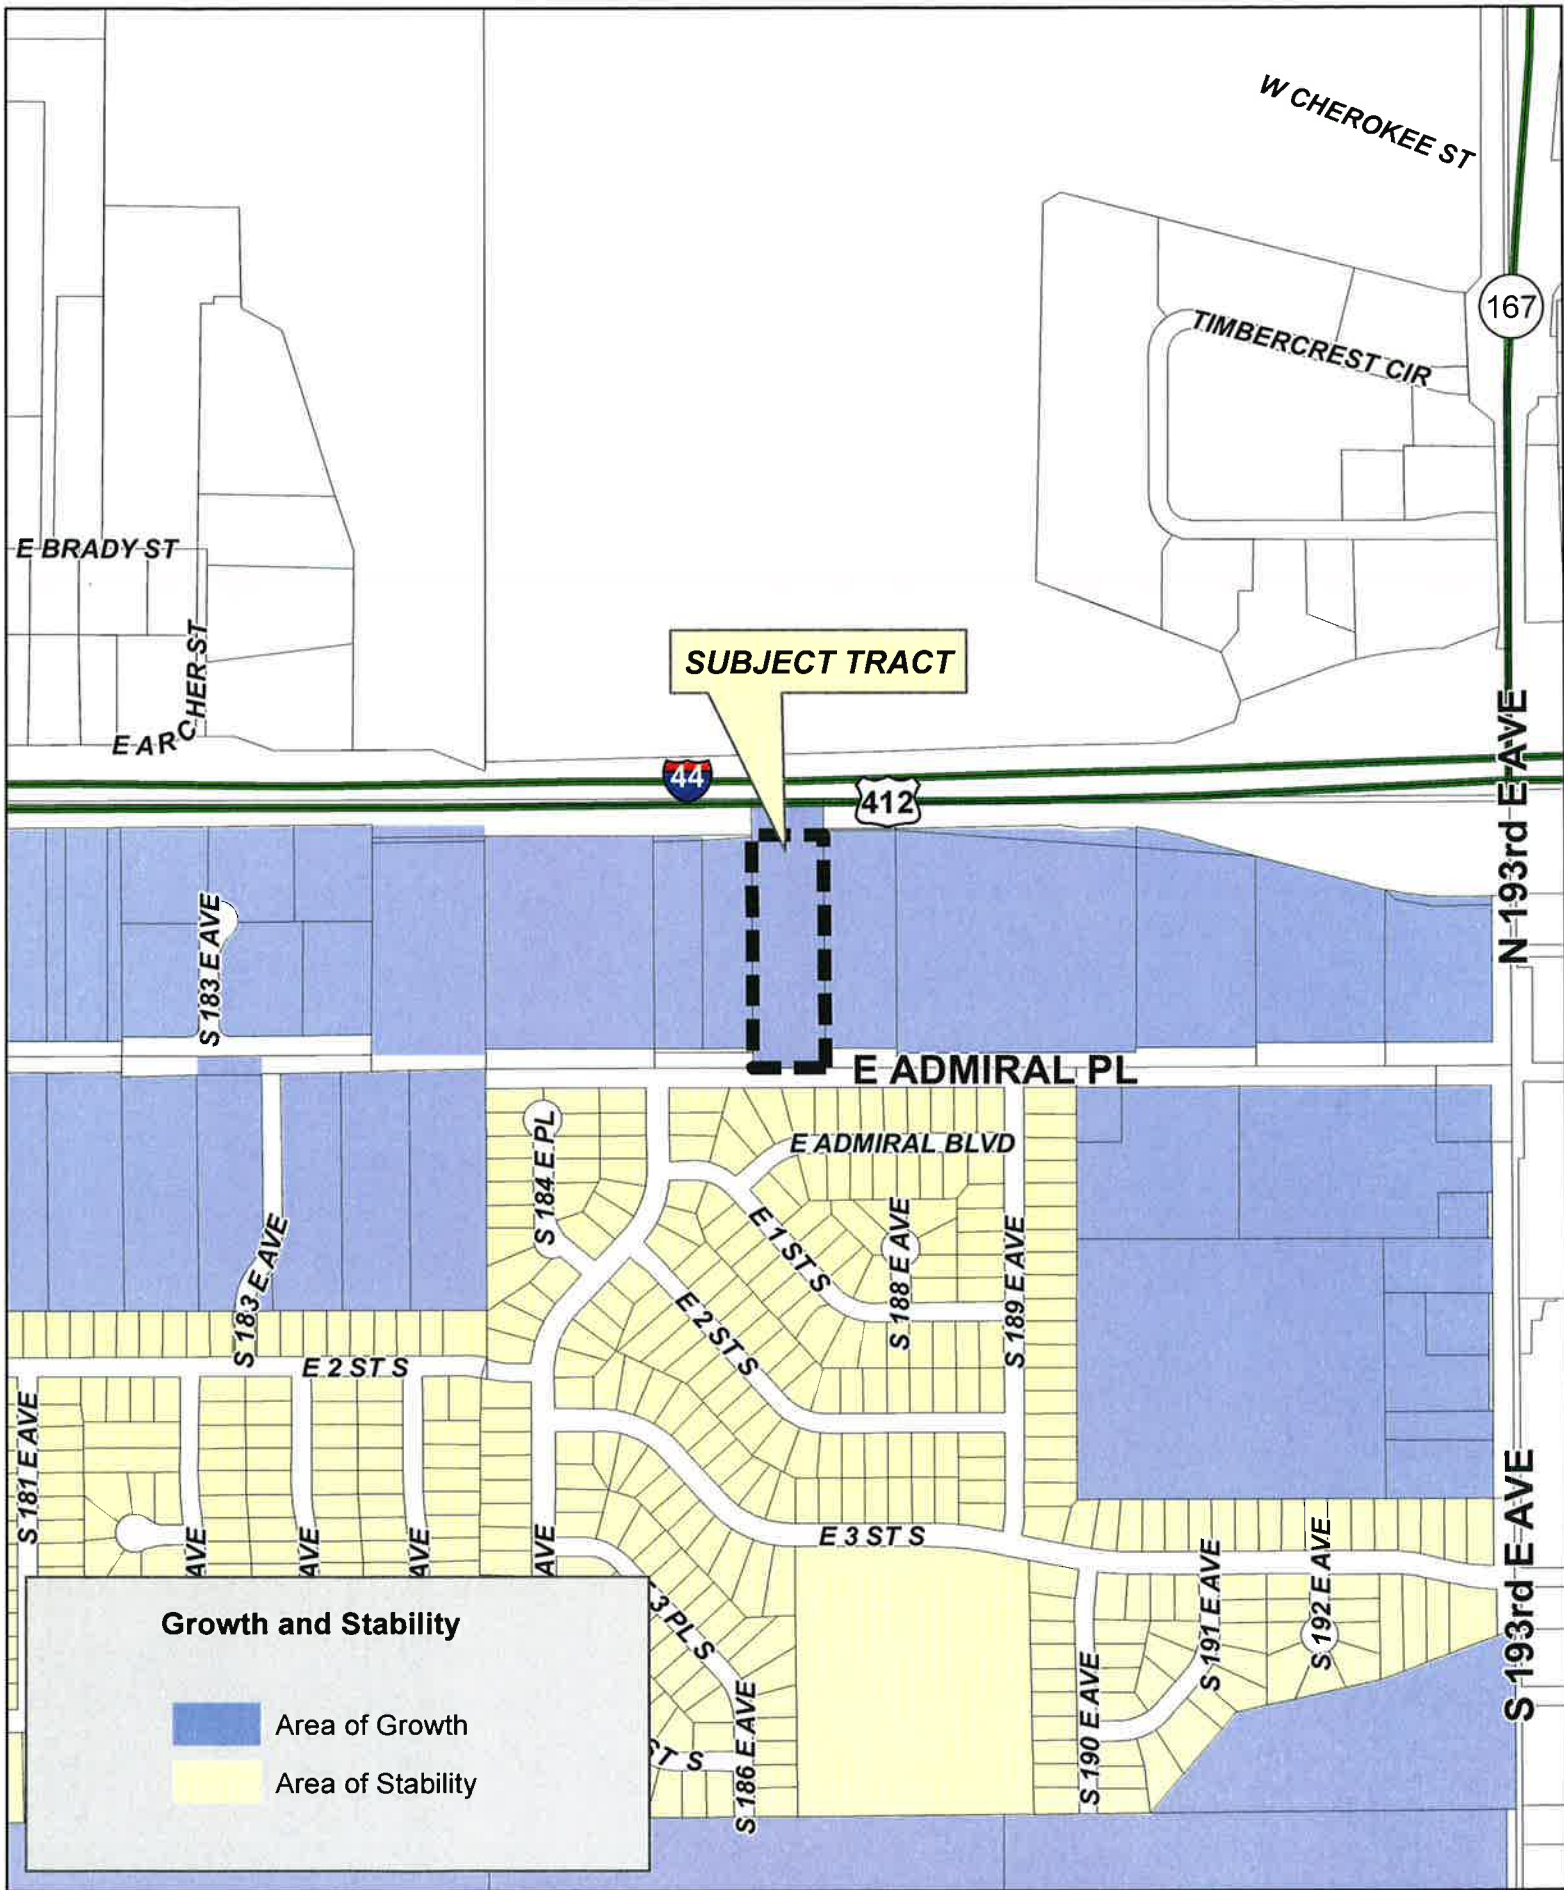 W CHEROKEE ST
167
TIMBERCREST CIR
E BRADY ST
E ARCHER ST
SUBJECT TRACT
44
412
N 193rd E AVE
S 183 E AVE
E ADMIRAL PL
E ADMIRAL BLVD
S 184 E PL
S 183 E AVE
E 1 ST S
S 188 E AVE
S 189 E AVE
E 2 ST S
E 2 ST S
S 181 E AVE
AVE
AVE
AVE
AVE
E 3 ST S
S 193rd E AVE
3 PL S
S 186 E AVE
ST S
S 190 E AVE
S 191 E AVE
S 192 E AVE
Growth and Stability
Area of Growth
Area of Stability